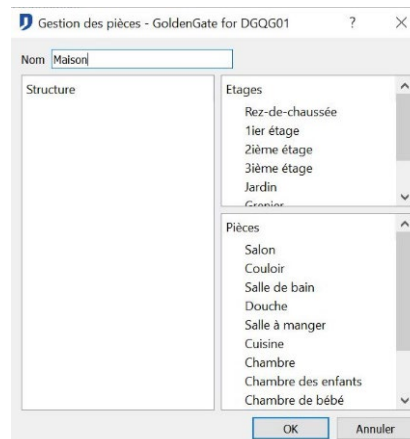 Gestion des pièces - GoldenGate for DGQG01
Nom Maison
Structure
Etages
Rez-de-chaussée
1ier étage
2ième étage
3ième étage
Jardin
Grenier
Pièces
Salon
Couloir
Salle de bain
Douche
Salle à manger
Cuisine
Chambre
Chambre des enfants
Chambre de bébé
OK Annuler